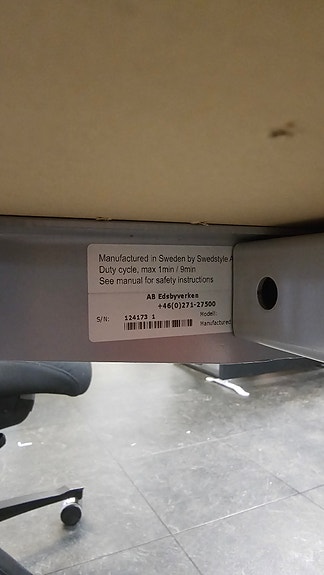 Manufactured in Sweden by Swedstyle A
Duty cycle, max 1min / 9min
See manual for safety instructions
AB Edsbyverken
+46(0)271-27500
S/N: 124173 1 Modell:
Manufactured